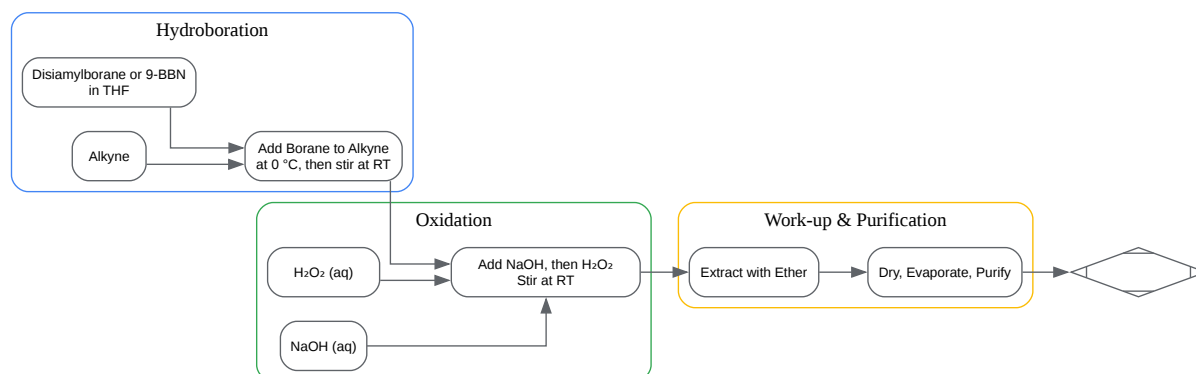 Hydroboration
Disiamylborane or 9-BBN
in THF
Alkyne
Add Borane to Alkyne
at 0 °C, then stir at RT
Oxidation
H₂O₂ (aq)
Add NaOH, then H₂O₂
Stir at RT
NaOH (aq)
Work-up & Purification
Extract with Ether
Dry, Evaporate, Purify